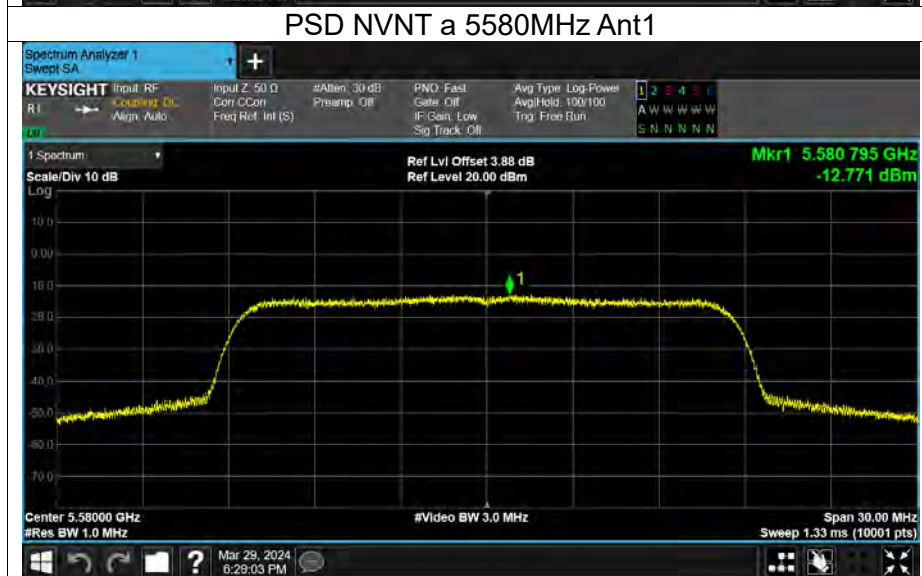 PSD NVNT a 5580MHz Ant1
Spectrum Analyzer 1
Swept SA
+
KEYSIGHT Input: RF Input Z: 50 Ω #Atten: 30 dB PNO: Fast Avg Type: Log-Power 1 2 3 4 5 6
Coupling: DC Corr CCorr Preamp: Off Gate: Off Avg|Hold: 100/100 A W W W W W
Align: Auto Freq Ref: Int (S) IF Gain: Low Trig: Free Run
Sig Track: Off S N N N N N
1 Spectrum Ref Lvl Offset 3.88 dB Mkr1 5.580 795 GHz
Scale/Div 10 dB Ref Level 20.00 dBm -12.771 dBm
Log
10.0
0.00
1
-40.0
-50.0
-60.0
-70.0
Center 5.58000 GHz #Video BW 3.0 MHz Span 30.00 MHz
#Res BW 1.0 MHz Sweep 1.33 ms (10001 pts)
? Mar 29, 2024
6:29:03 PM